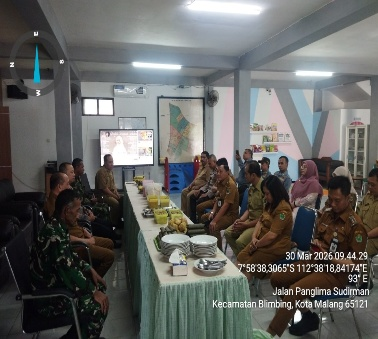 30 Mar 2026 09.44.29
7°58'38,3065"S 112°38'18,84174"E
93° E
Jalan Panglima Sudirman
Kecamatan Blimbing, Kota Malang 65121